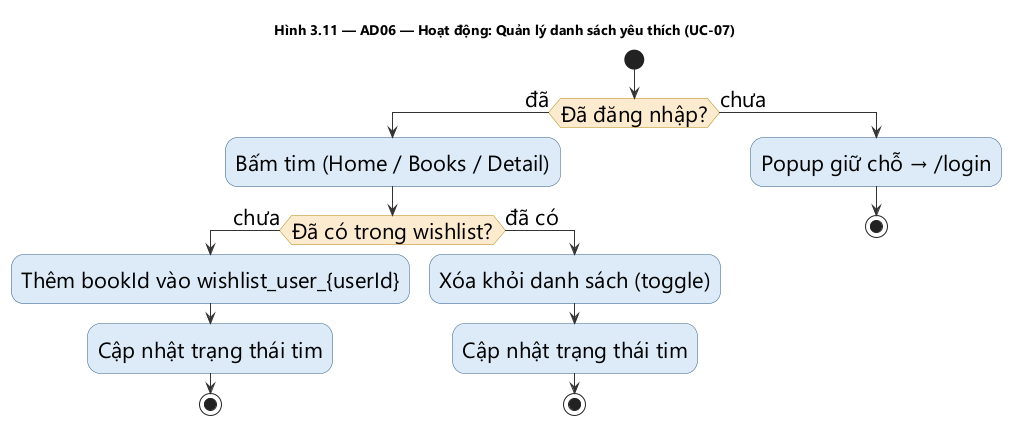 Hình 3.11 — AD06 — Hoạt động: Quản lý danh sách yêu thích (UC-07)
đã
Đã đăng nhập?
chưa
Bấm tim (Home / Books / Detail)
Popup giữ chỗ → /login
chưa
Đã có trong wishlist?
đã có
Thêm bookId vào wishlist_user_{userId}
Xóa khỏi danh sách (toggle)
Cập nhật trạng thái tim
Cập nhật trạng thái tim